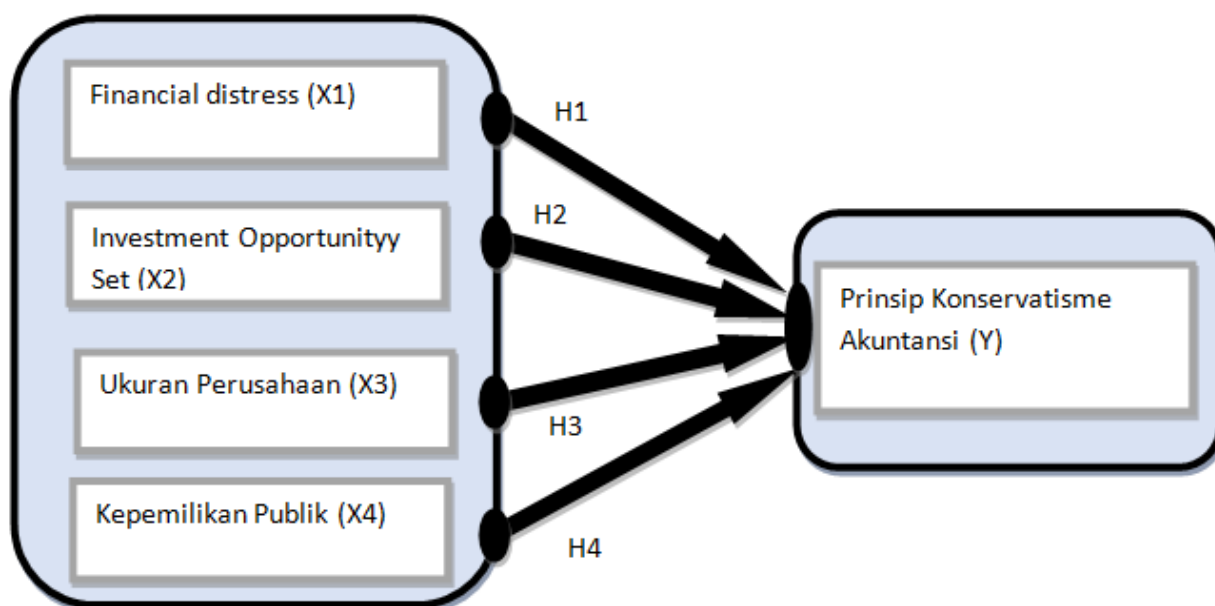 Financial distress (X1)
H1
Investment Opportunityy
Set (X2)
H2
Ukuran Perusahaan (X3)
H3
Kepemilikan Publik (X4)
H4
Prinsip Konservatisme
Akuntansi (Y)